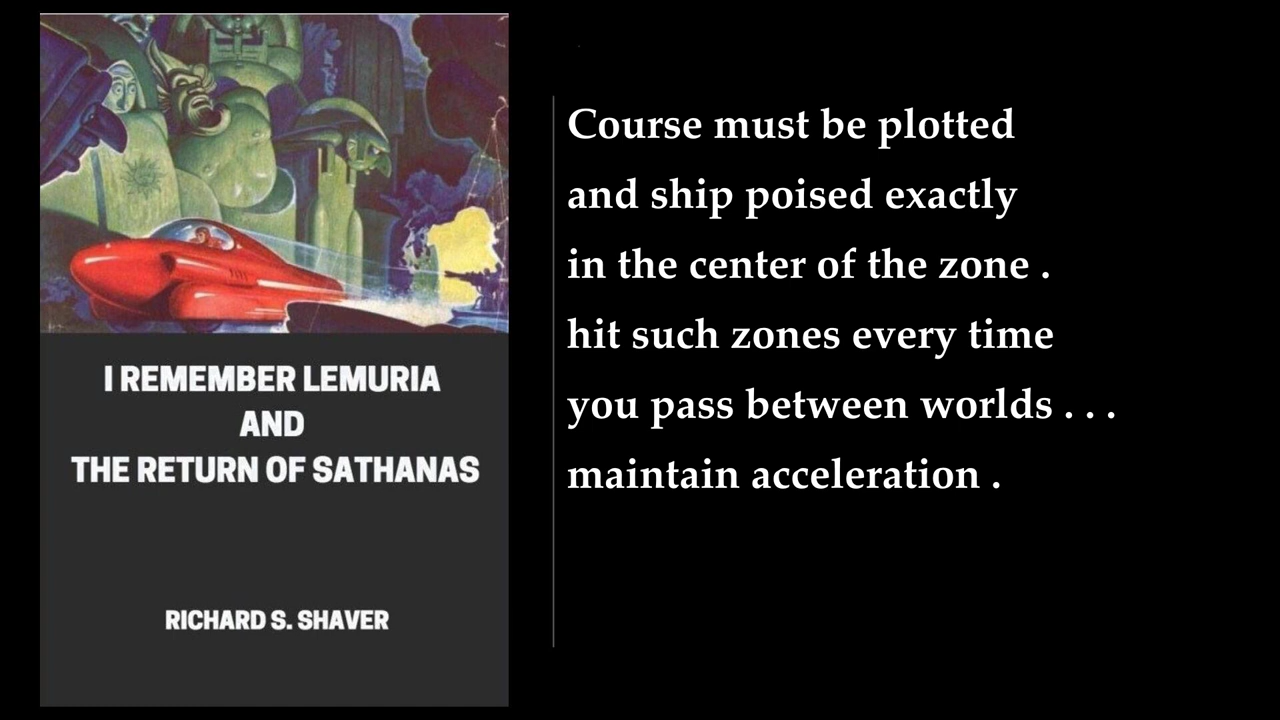 I REMEMBER LEMURIA
AND
THE RETURN OF SATHANAS
RICHARD S. SHAVER
Course must be plotted
and ship poised exactly
in the center of the zone .
hit such zones every time
you pass between worlds . . .
maintain acceleration .